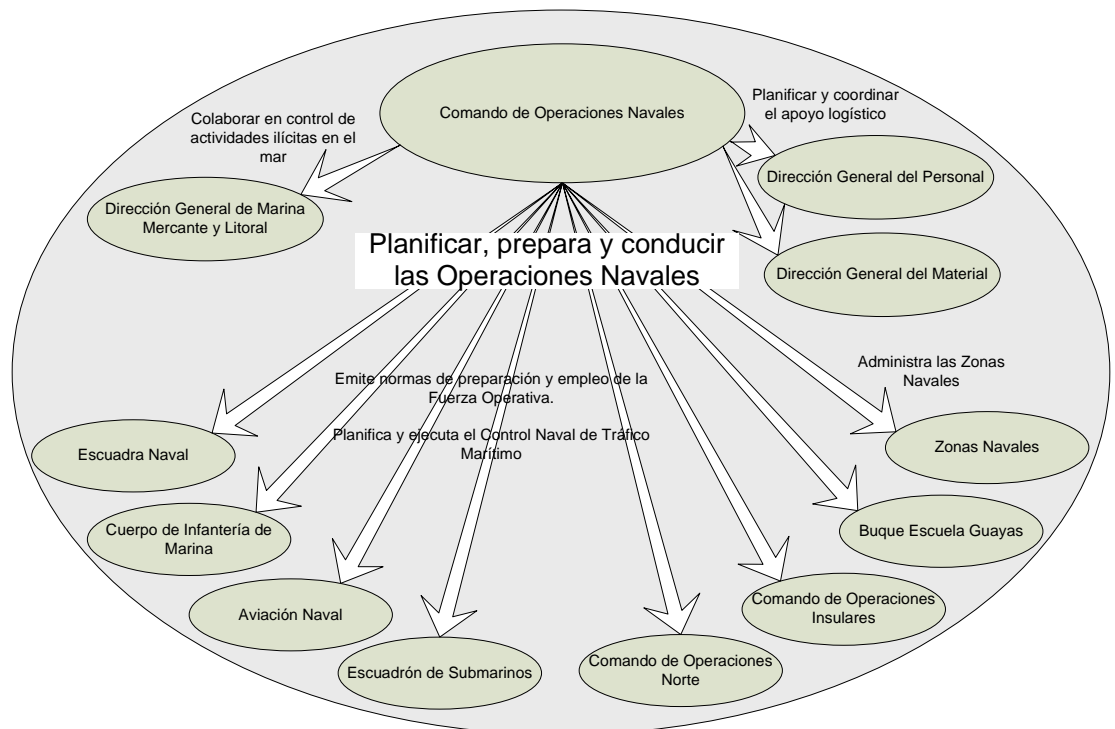 Comando de Operaciones Navales
Planificar y coordinar
el apoyo logístico
Colaborar en control de
actividades ilícitas en el
mar
Dirección General del Personal
Dirección General de Marina
Mercante y Litoral
Planificar, prepara y conducir
las Operaciones Navales
Dirección General del Material
Administra las Zonas
Navales
Emite normas de preparación y empleo de la
Fuerza Operativa.
Planifica y ejecuta el Control Naval de Tráfico
Marítimo
Escuadra Naval
Zonas Navales
Cuerpo de Infantería de
Marina
Buque Escuela Guayas
Aviación Naval
Comando de Operaciones
Insulares
Escuadrón de Submarinos
Comando de Operaciones
Norte